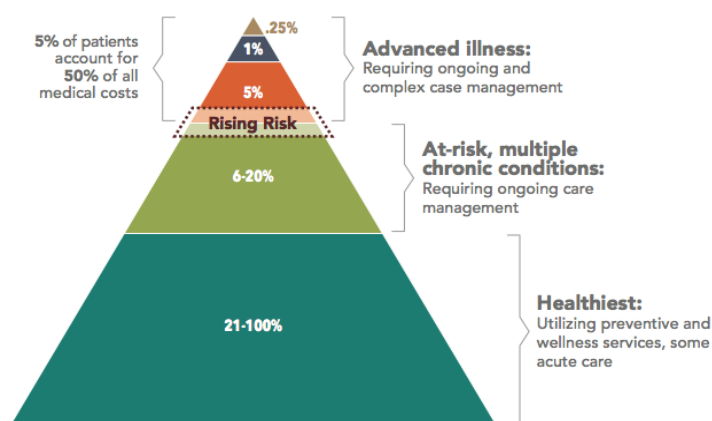 5% of patients
account for
50% of all
medical costs
.25%
1%
5%
Rising Risk
Advanced illness:
Requiring ongoing and
complex case management
6-20%
At-risk, multiple
chronic conditions:
Requiring ongoing care
management
21-100%
Healthiest:
Utilizing preventive and
wellness services, some
acute care